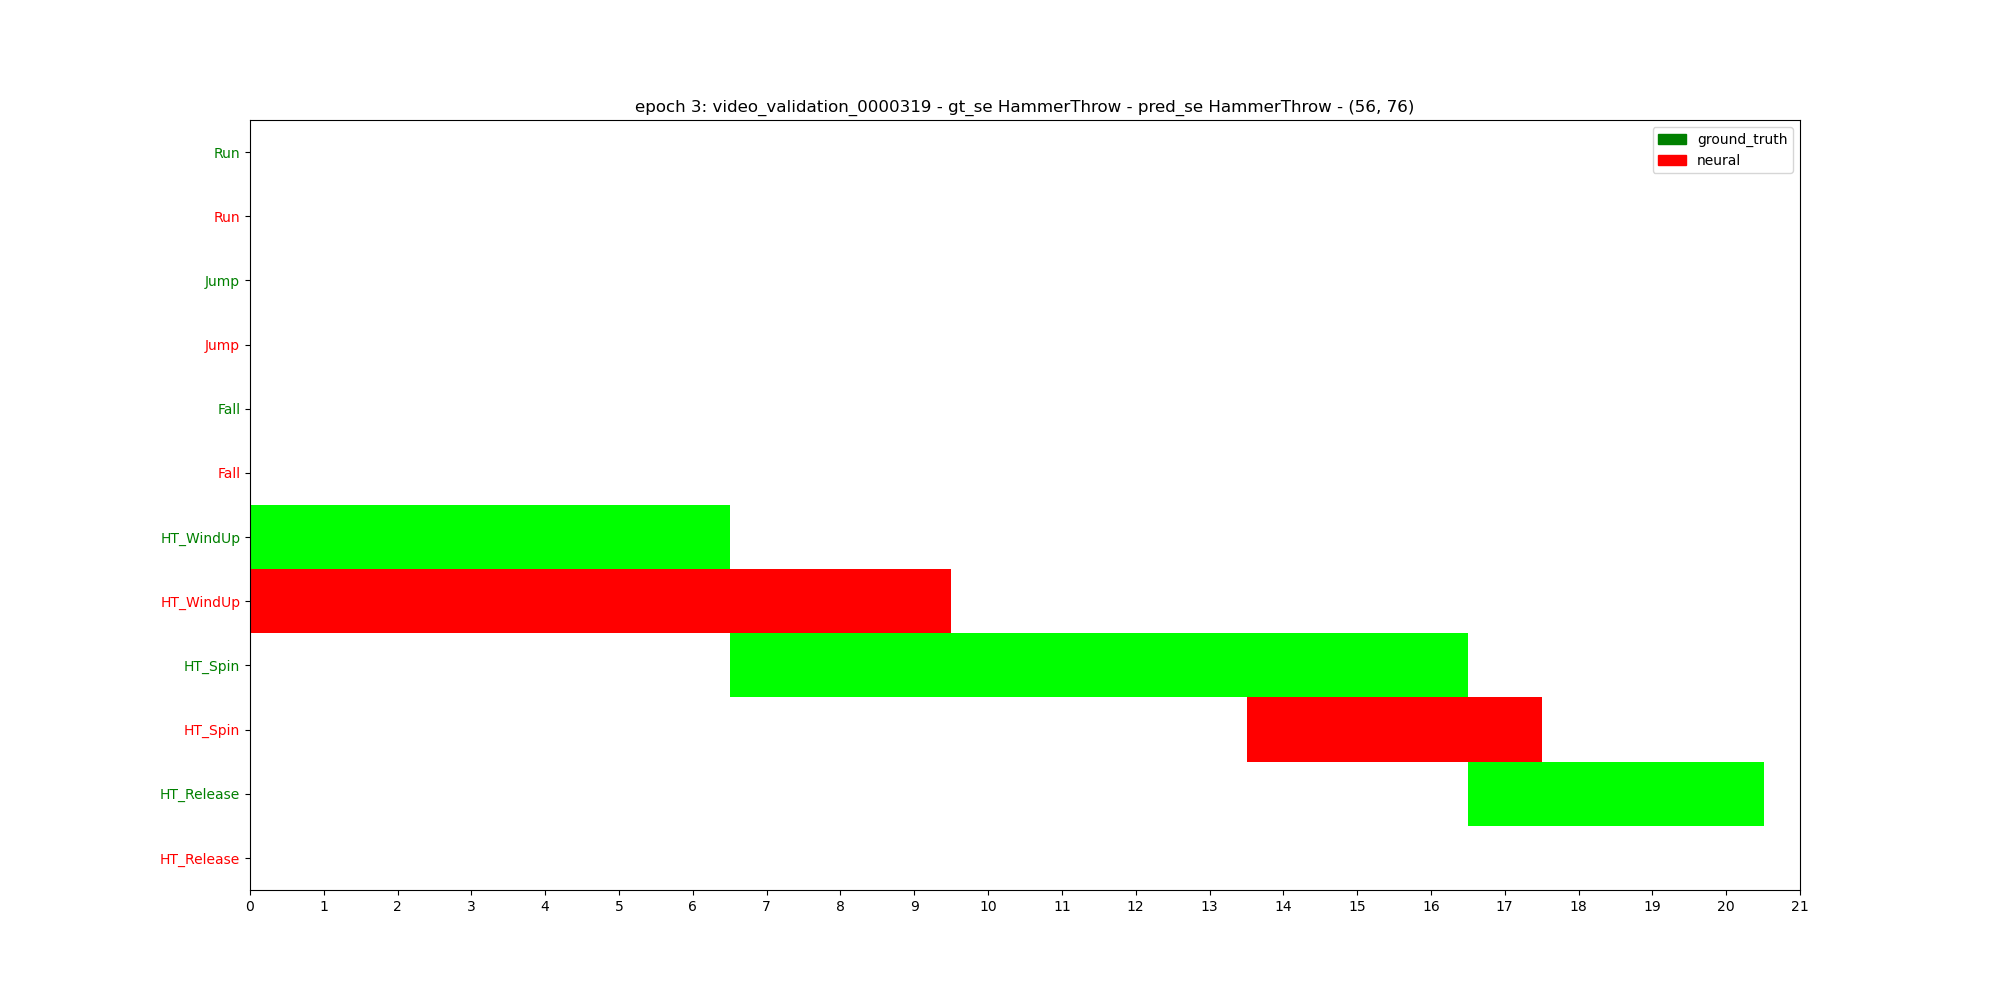 epoch 3: video_validation_0000319 - gt_se HammerThrow - pred_se HammerThrow - (56, 76)
ground_truth
neural
Run
Run
Jump
Jump
Fall
Fall
HT_WindUp
HT_WindUp
HT_Spin
HT_Spin
HT_Release
HT_Release
0 1 2 3 4 5 6 7 8 9 10 11 12 13 14 15 16 17 18 19 20 21